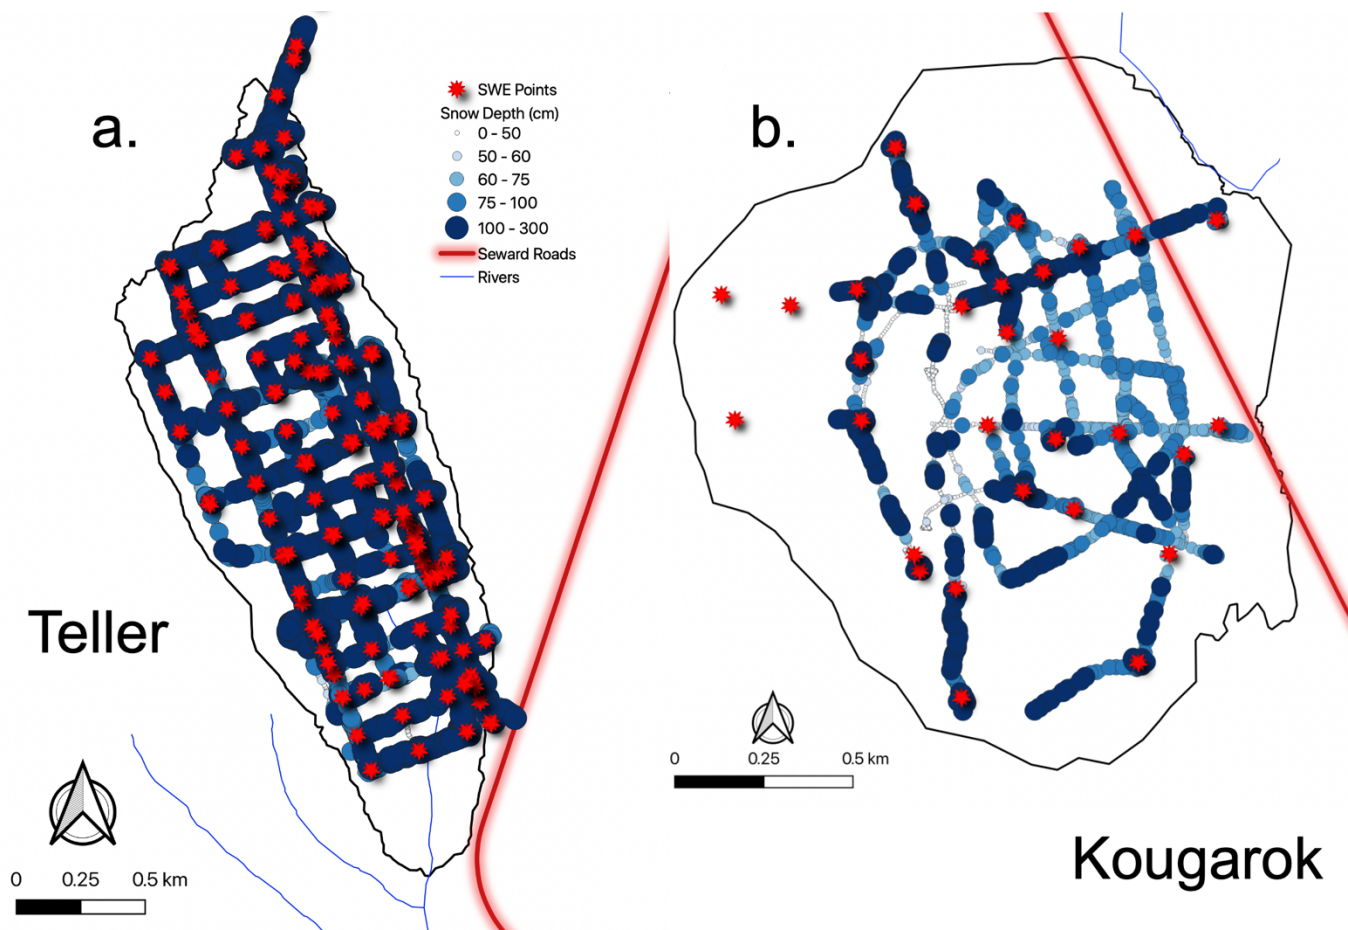 a.
SWE Points
Snow Depth (cm)
0 - 50
50 - 60
60 - 75
75 - 100
100 - 300
Seward Roads
Rivers
Teller
0 0.25 0.5 km
b.
0 0.25 0.5 km
Kougarok